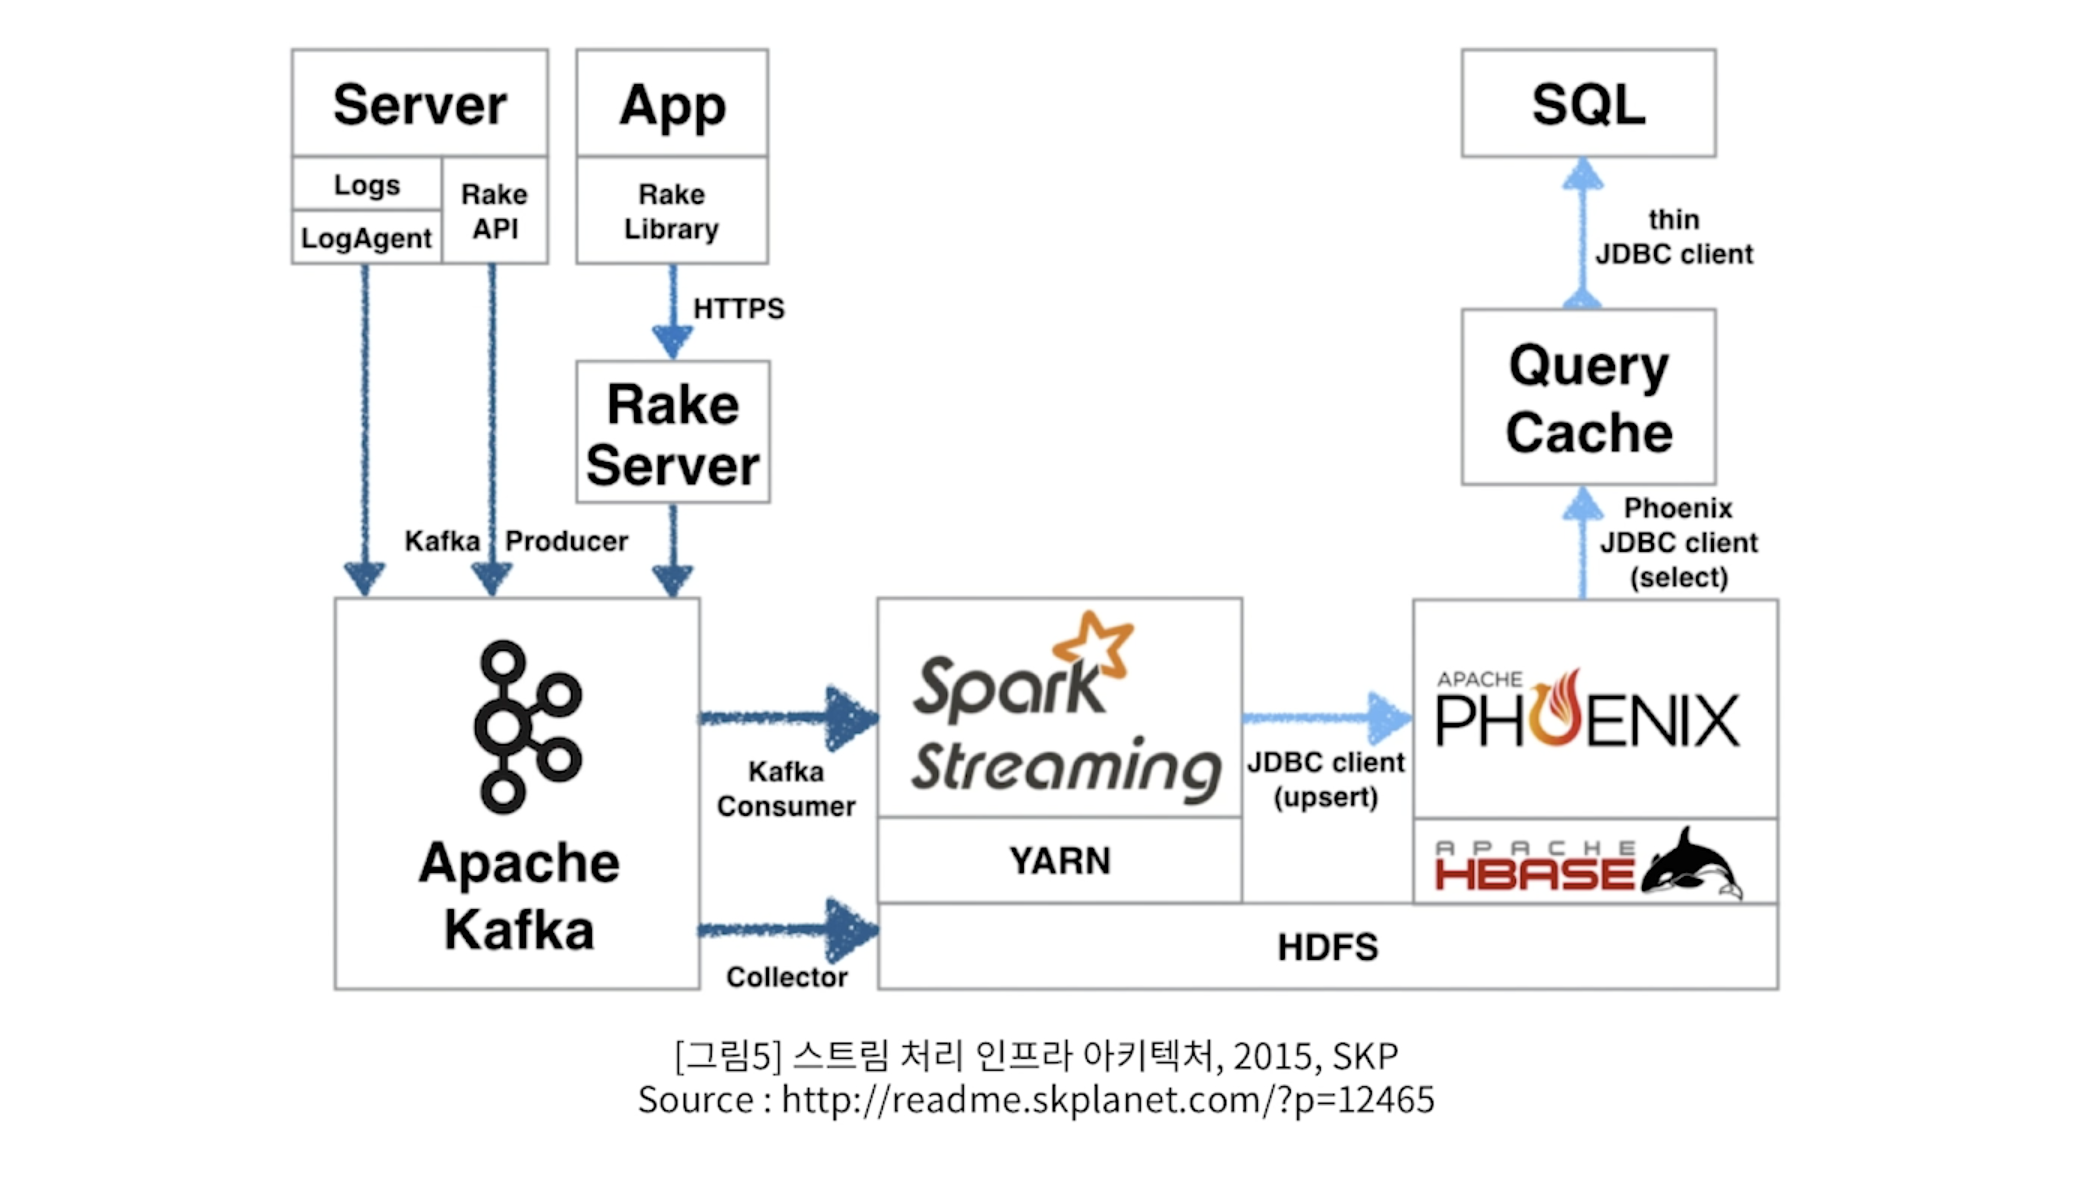 Server
Logs
LogAgent
Rake
API
App
Rake
Library
HTTPS
Rake
Server
Kafka Producer
Apache
Kafka
Kafka
Consumer
Collector
Spark
Streaming
YARN
HDFS
JDBC client
(upsert)
APACHE
PHOENIX
APACHE
HBASE
Phoenix
JDBC client
(select)
Query
Cache
thin
JDBC client
SQL
[그림5] 스트림 처리 인프라 아키텍처, 2015, SKP
Source : http://readme.skplanet.com/?p=12465